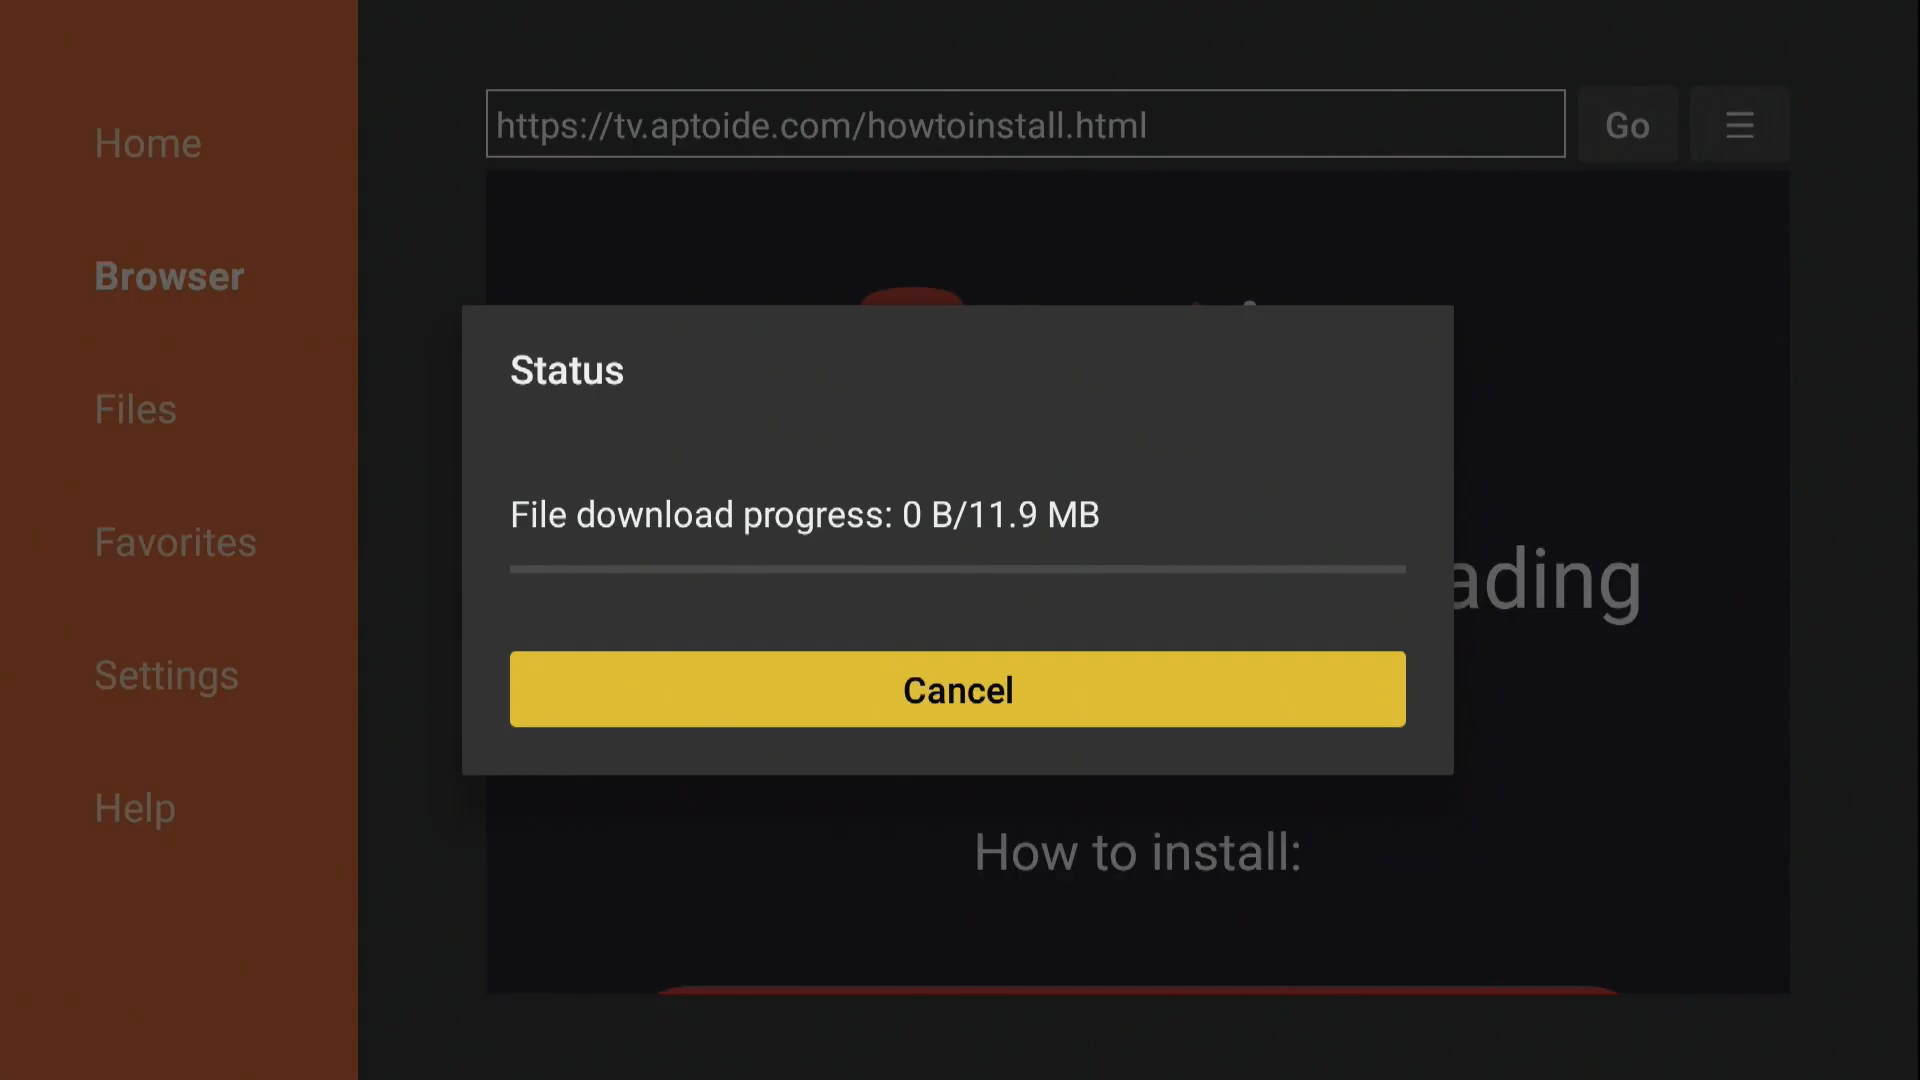 Home
Browser
Files
Favorites
Settings
Help
https://tv.aptoide.com/howtoinstall.html
Go
Status
File download progress: 0 B/11.9 MB
Cancel
How to install: